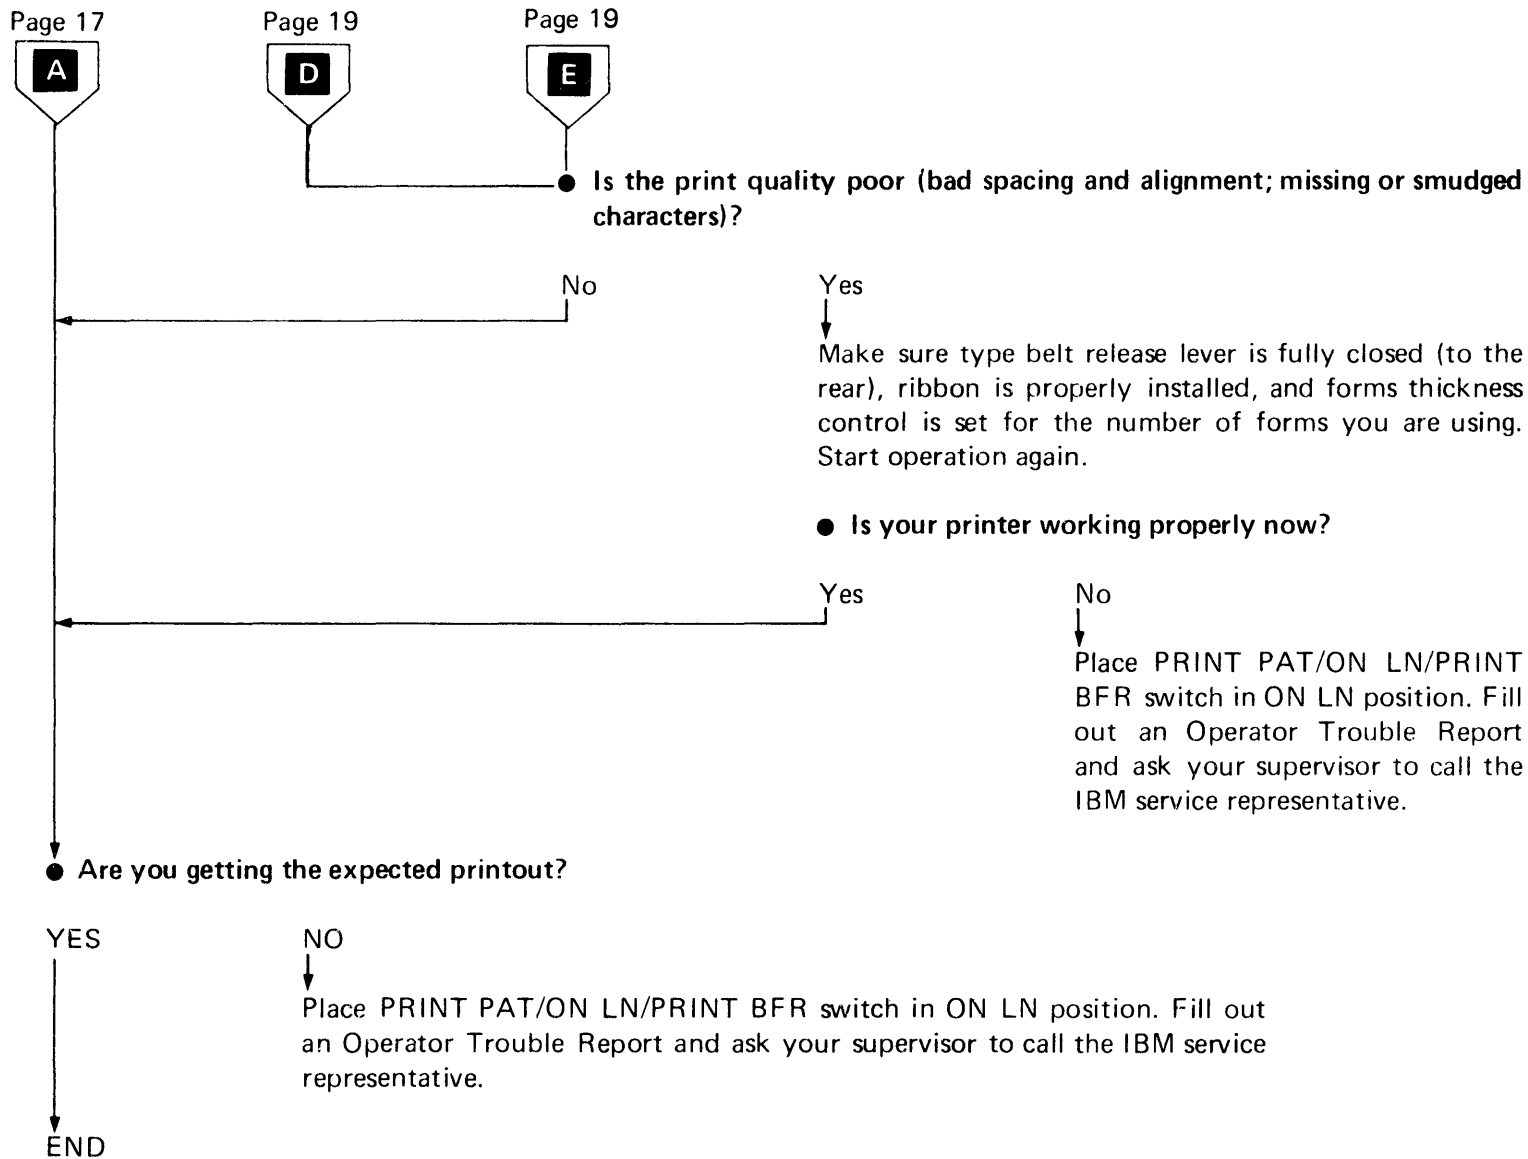 Page 17
Page 19
Page 19
A
D
E
● Is the print quality poor (bad spacing and alignment; missing or smudged
characters)?
No
Yes
Make sure type belt release lever is fully closed (to the
rear), ribbon is properly installed, and forms thickness
control is set for the number of forms you are using.
Start operation again.
● Is your printer working properly now?
Yes
No
Place PRINT PAT/ON LN/PRINT
BFR switch in ON LN position. Fill
out an Operator Trouble Report
and ask your supervisor to call the
IBM service representative.
● Are you getting the expected printout?
YES
NO
Place PRINT PAT/ON LN/PRINT BFR switch in ON LN position. Fill out
an Operator Trouble Report and ask your supervisor to call the IBM service
representative.
END